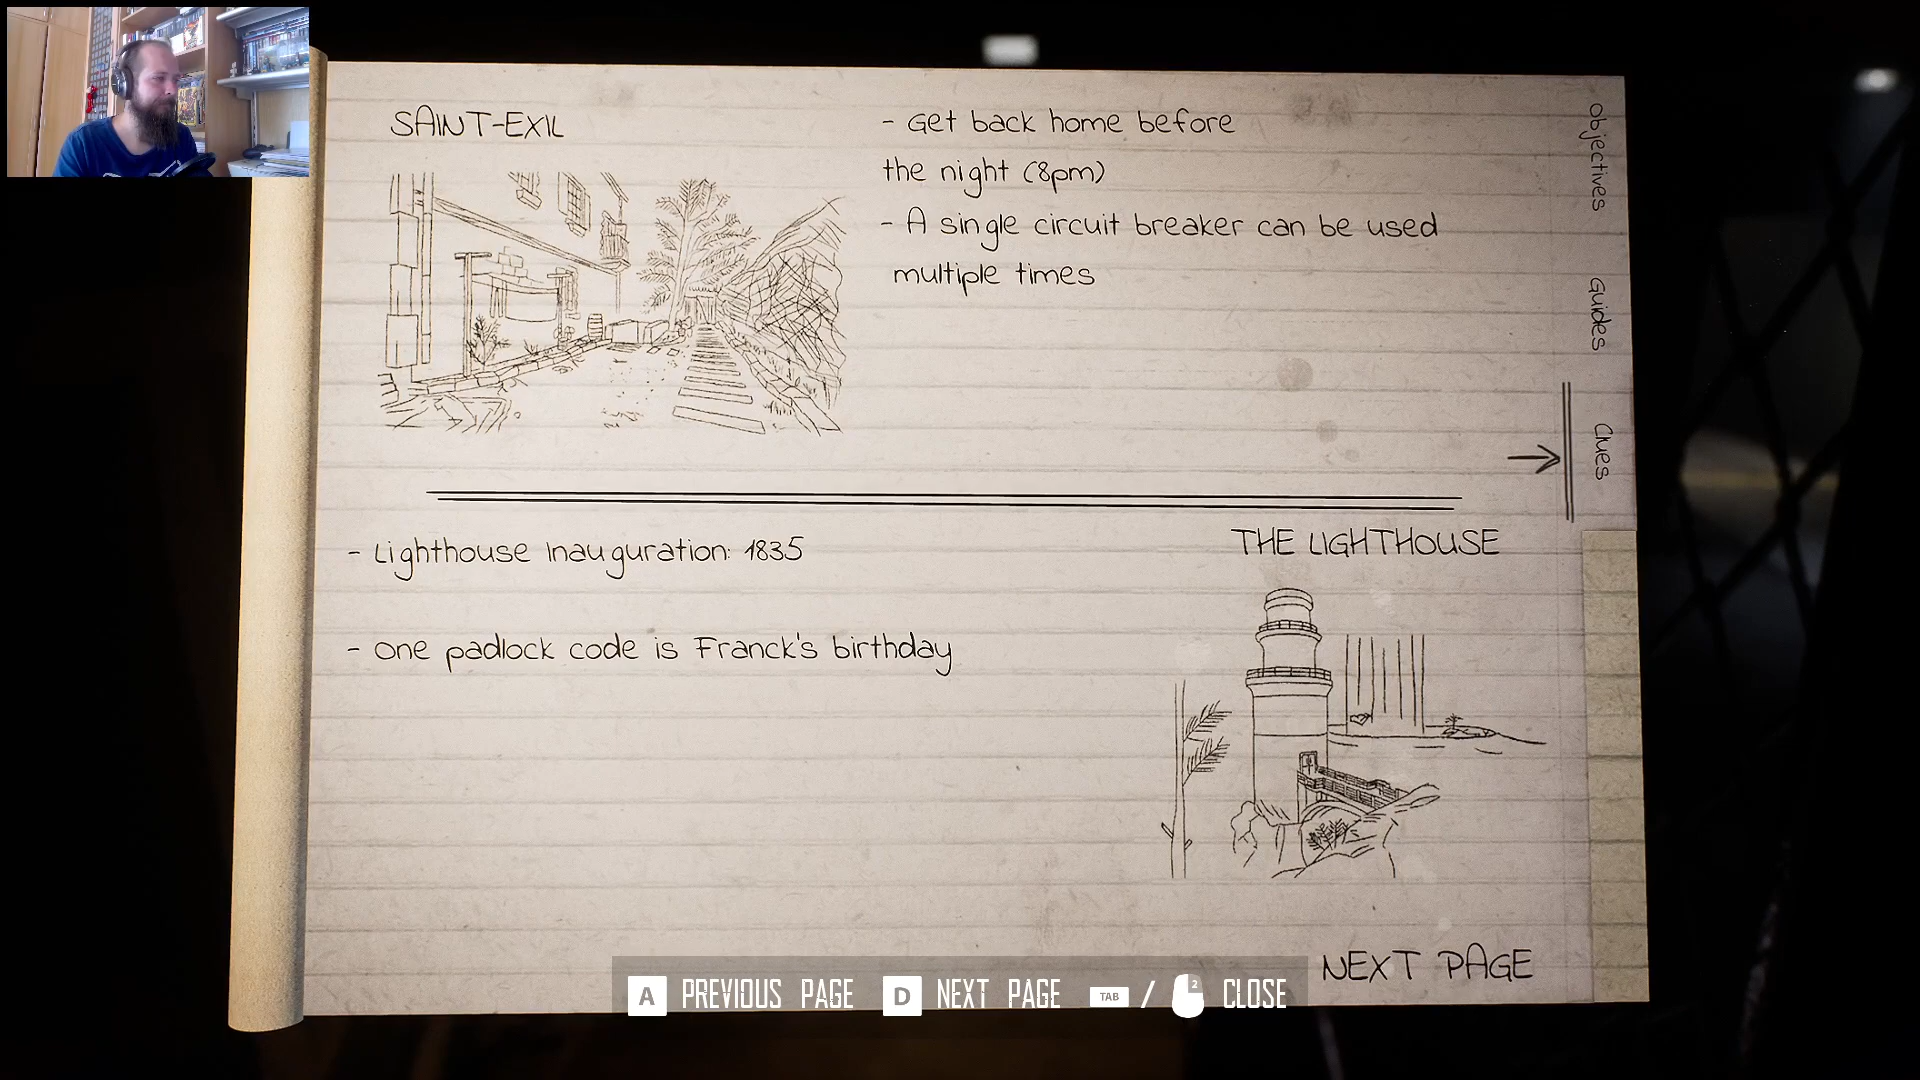 SAINT-EXIL
- Get back home before
the night (8pm)
- A single circuit breaker can be used
multiple times
Objectives
Guides
Clues
THE LIGHTHOUSE
- Lighthouse Inauguration: 1835
- One padlock code is Franck's birthday
NEXT PAGE
A PREVIOUS PAGE D NEXT PAGE TAB / 2 CLOSE